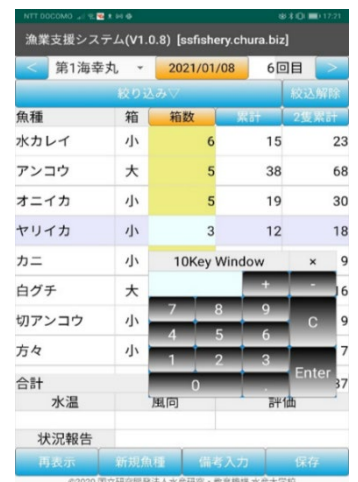 NTT DOCOMO 17:21
漁業支援システム(V1.0.8) [ssfishery.chura.biz]
< 第1海幸丸 2021/01/08 6回目 >
絞り込み▽ 絞込解除
魚種 箱 箱数 累計 2隻累計
水カレイ 小 6 15 23
アンコウ 大 5 38 68
オニイカ 小 5 19 30
ヤリイカ 小 3 12 18
カニ 小 10Key Window × 9
+ -
白グチ 大 16
7 8 9 C
切アンコウ 小 9
4 5 6
方々 小 7
1 2 3 Enter
合計 37
0 .
水温 風向 評価
状況報告
再表示 新規魚種 備考入力 保存